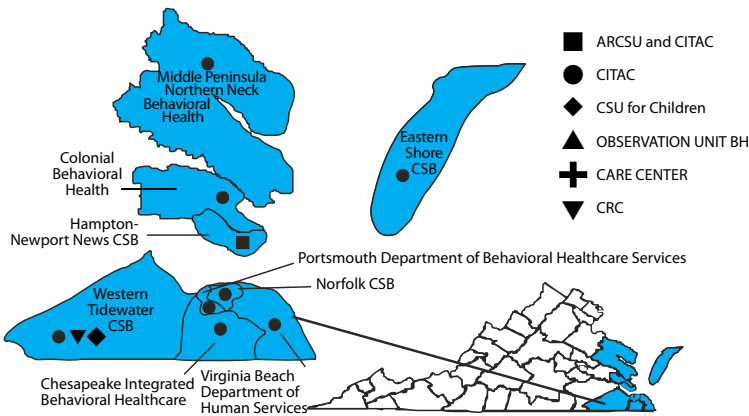 Middle Peninsula
Northern Neck
Behavioral
Health
Colonial
Behavioral
Health
Hampton-
Newport News CSB
Eastern
Shore
CSB
ARCSU and CITAC
CITAC
CSU for Children
OBSERVATION UNIT BH
CARE CENTER
CRC
Portsmouth Department of Behavioral Healthcare Services
Norfolk CSB
Western
Tidewater
CSB
Chesapeake Integrated
Behavioral Healthcare
Virginia Beach
Department of
Human Services